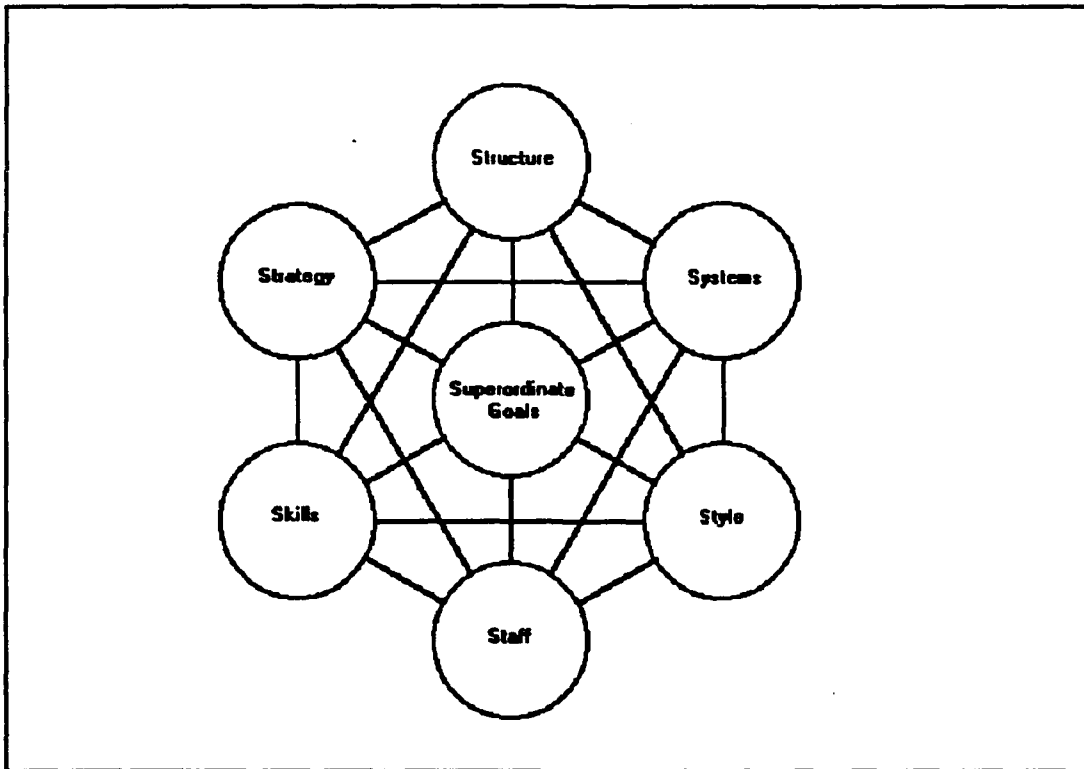 Structure
Strategy
Systems
Superordinate
Goals
Skills
Style
Staff